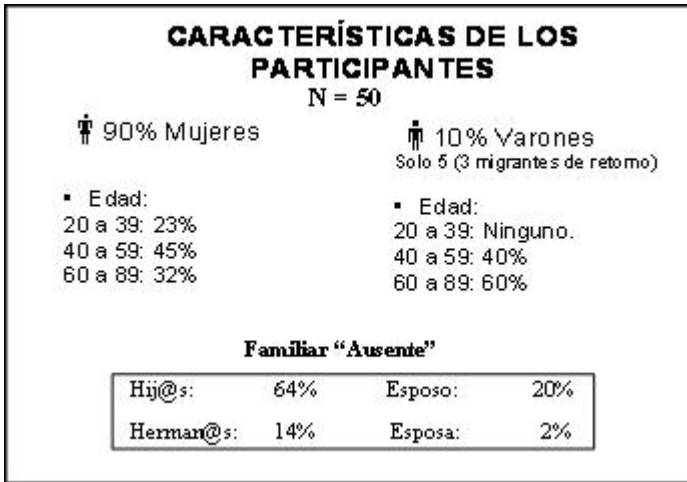 CARACTERÍSTICAS DE LOS
PARTICIPANTES
N = 50
90% Mujeres
▪ Edad:
20 a 39: 23%
40 a 59: 45%
60 a 89: 32%
10% Varones
Solo 5 (3 migrantes de retorno)
▪ Edad:
20 a 39: Ninguno.
40 a 59: 40%
60 a 89: 60%
Familiar “Ausente”
Hij@s: 64% Esposo: 20%
Herman@s: 14% Esposa: 2%